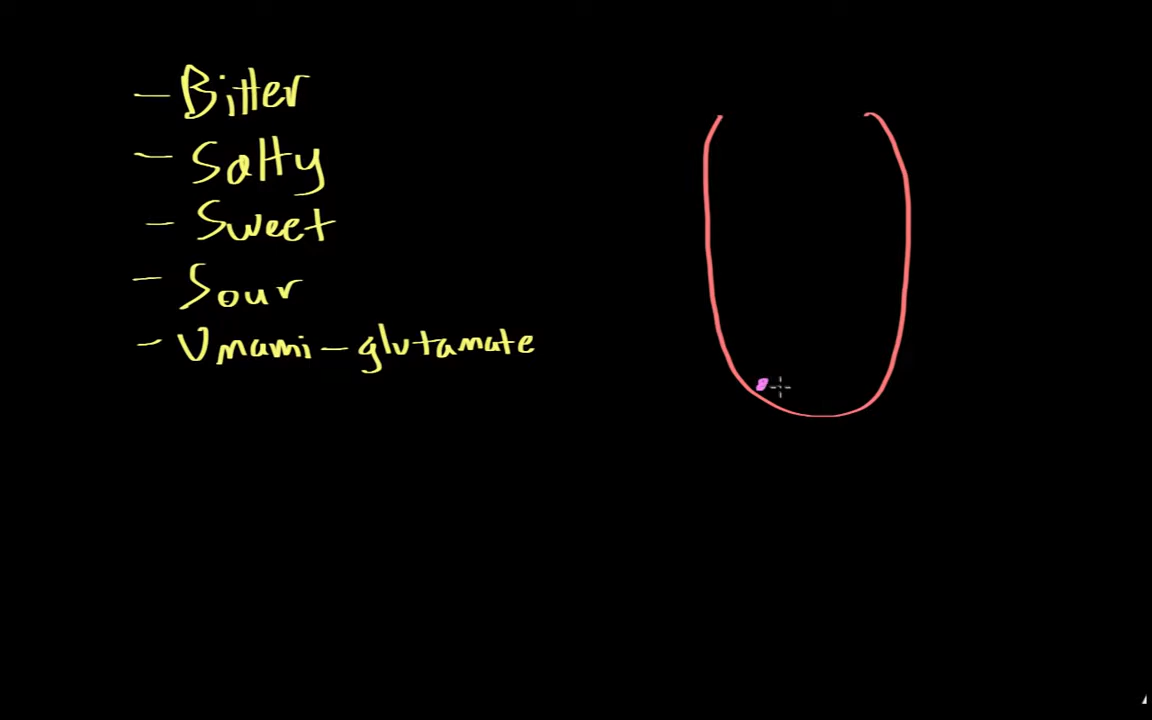 - Bitter
- Salty
- Sweet
- Sour
- Umami - glutamate